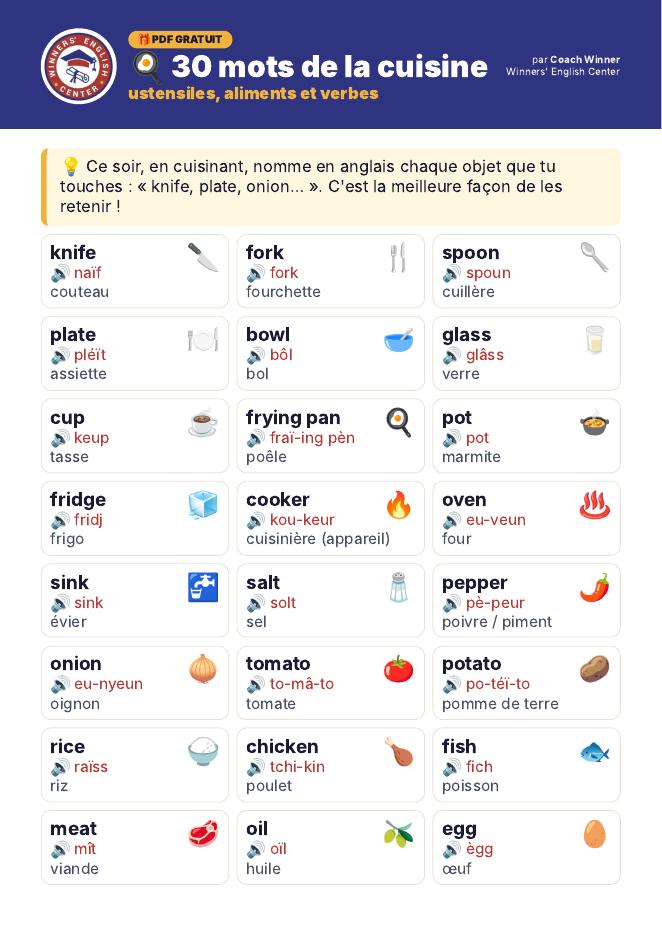 WINNERS' ENGLISH
CENTER
🎁 PDF GRATUIT
🍳 30 mots de la cuisine
ustensiles, aliments et verbes
par Coach Winner
Winners' English Center
💡 Ce soir, en cuisinant, nomme en anglais chaque objet que tu
touches : « knife, plate, onion... ». C'est la meilleure façon de les
retenir !
knife
🔊 naïf
couteau
fork
🔊 fork
fourchette
spoon
🔊 spoun
cuillère
plate
🔊 pléït
assiette
bowl
🔊 bôl
bol
glass
🔊 glâss
verre
cup
🔊 keup
tasse
frying pan
🔊 fraï-ing pèn
poêle
pot
🔊 pot
marmite
fridge
🔊 fridj
frigo
cooker
🔊 kou-keur
cuisinière (appareil)
oven
🔊 eu-veun
four
sink
🔊 sink
évier
salt
🔊 solt
sel
pepper
🔊 pè-peur
poivre / piment
onion
🔊 eu-nyeun
oignon
tomato
🔊 to-mâ-to
tomate
potato
🔊 po-téï-to
pomme de terre
rice
🔊 raïss
riz
chicken
🔊 tchi-kin
poulet
fish
🔊 fich
poisson
meat
🔊 mît
viande
oil
🔊 oïl
huile
egg
🔊 ègg
œuf